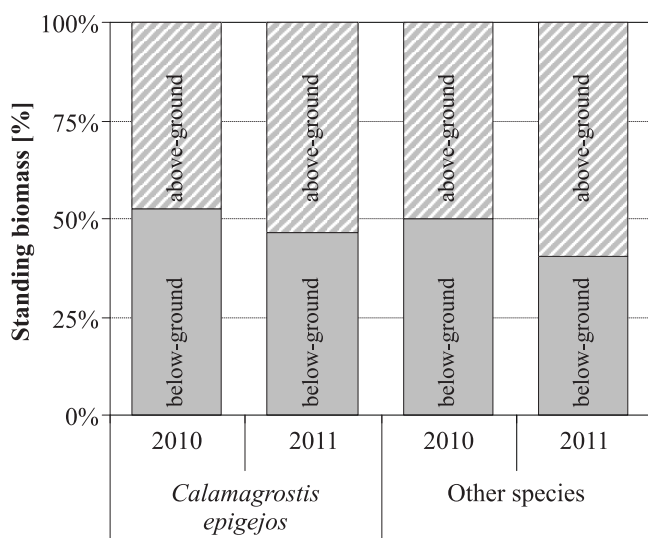 Standing biomass [%]
100%
75%
50%
25%
0%
above-ground
above-ground
above-ground
above-ground
below-ground
below-ground
below-ground
below-ground
2010
2011
2010
2011
Calamagrostis
epigejos
Other species